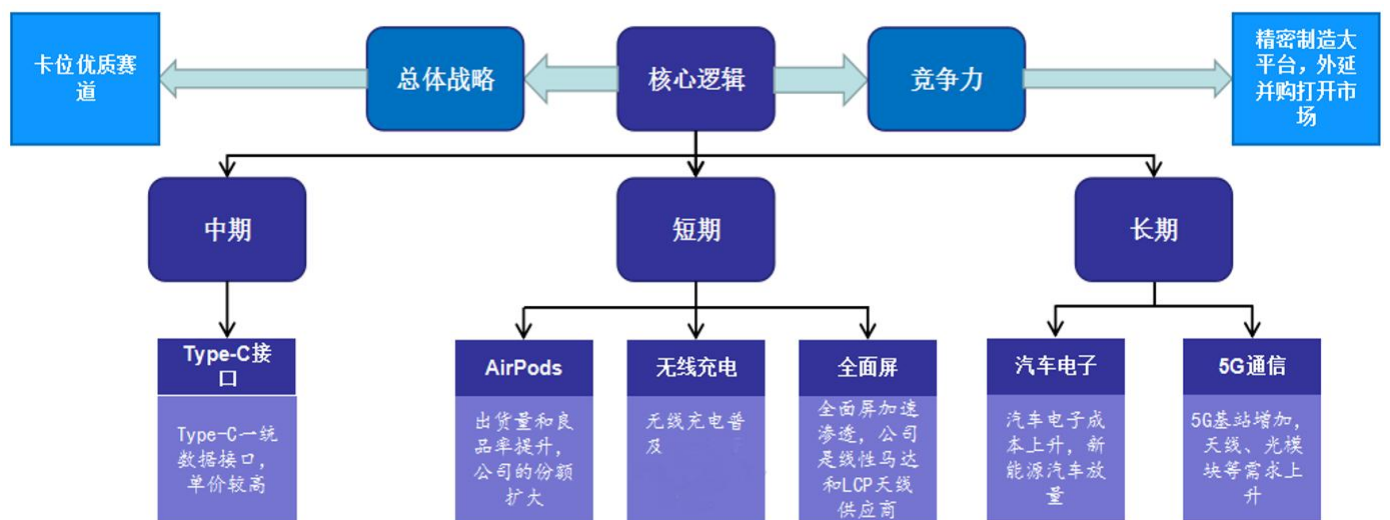 卡位优质赛
道
总体战略
核心逻辑
竞争力
精密制造大
平台，外延
并购打开市
场
中期
短期
长期
Type-C接
口
Type-C一统
数据接口，
单价较高
AirPods
出货量和良
品率提升，
公司的份额
扩大
无线充电
无线充电普
及
全面屏
全面屏加速
渗透，公司
是线性马达
和LCP天线
供应商
汽车电子
汽车电子成
本上升，新
能源汽车放
量
5G通信
5G基站增加，
天线、光模
块等需求上
升